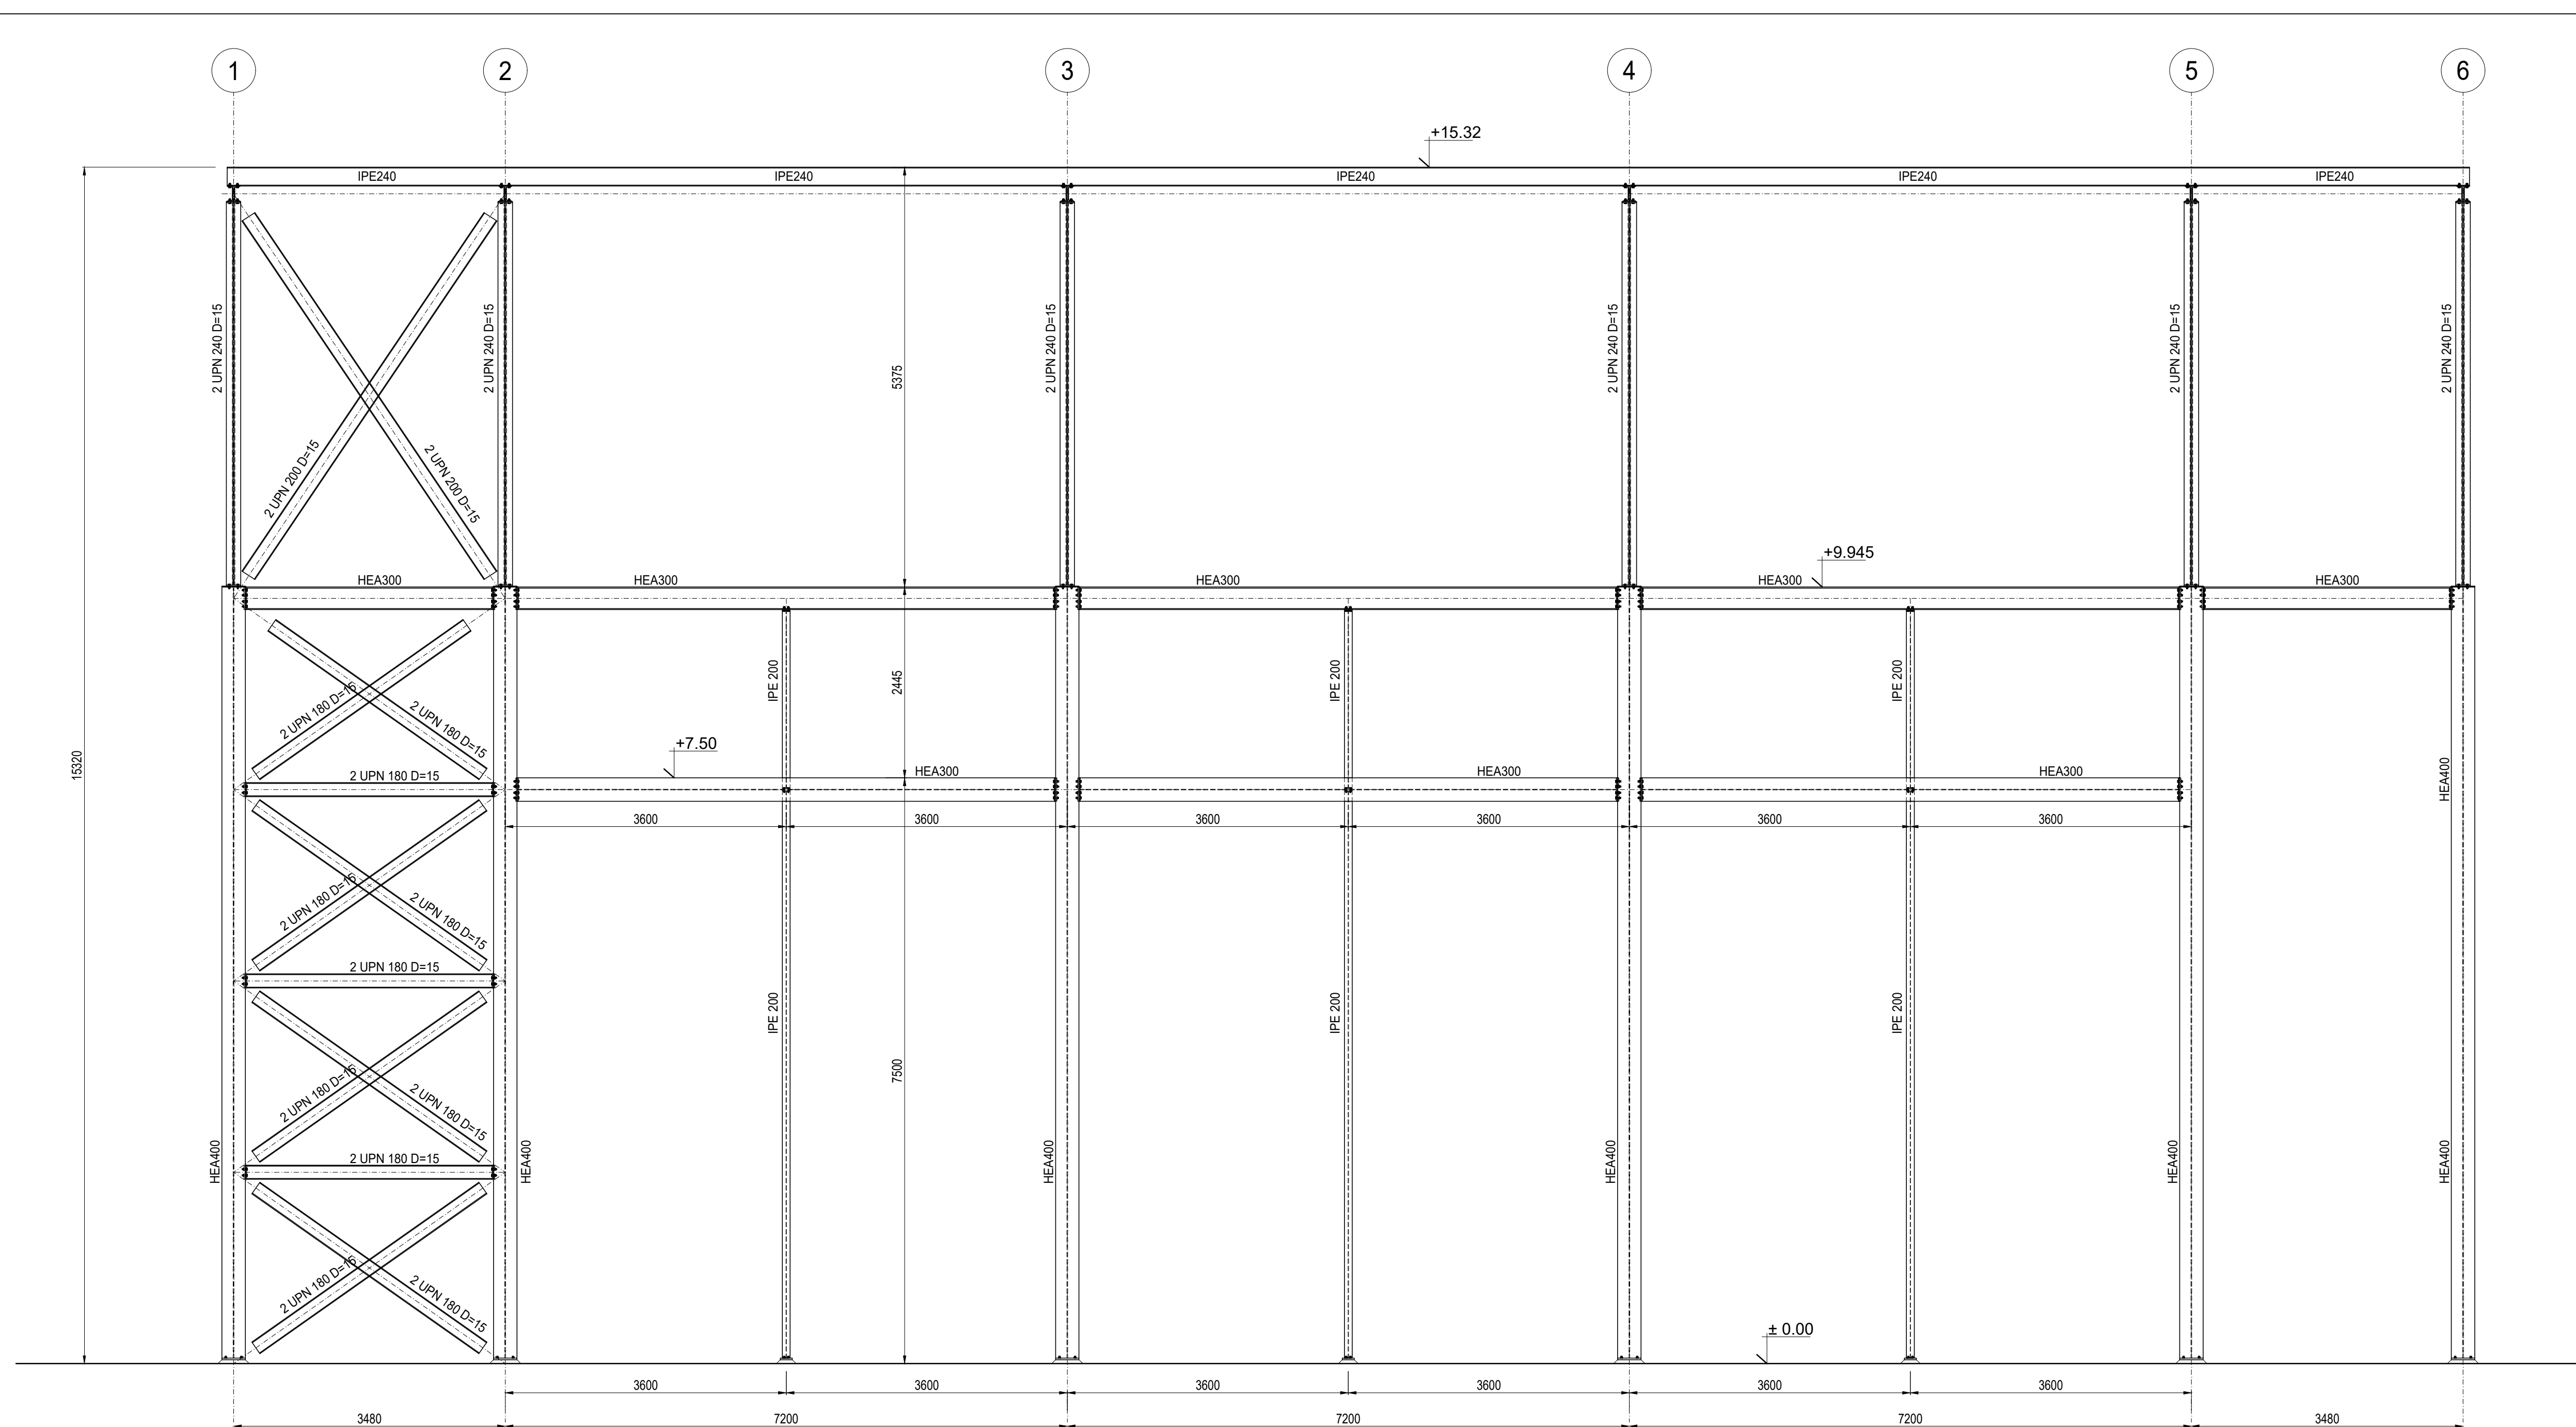 1 2 3 4 5 6
+15.32
IPE240 IPE240 IPE240 IPE240 IPE240
2 UPN 240 D=15 2 UPN 240 D=15 2 UPN 240 D=15 2 UPN 240 D=15 2 UPN 240 D=15 2 UPN 240 D=15
5375
2 UPN 200 D=15 2 UPN 200 D=15
+9.945
HEA300 HEA300 HEA300 HEA300 HEA300
IPE 200 IPE 200 IPE 200
2445
2 UPN 180 D=15 2 UPN 180 D=15
+7.50
15320
HEA400
2 UPN 180 D=15 HEA300 HEA300 HEA300
3600 3600 3600 3600 3600 3600
2 UPN 180 D=15 2 UPN 180 D=15
2 UPN 180 D=15
IPE 200 IPE 200 IPE 200
7500
2 UPN 180 D=15 2 UPN 180 D=15
2 UPN 180 D=15
HEA400 HEA400 HEA400 HEA400 HEA400 HEA400
2 UPN 180 D=15 2 UPN 180 D=15
± 0.00
3600 3600 3600 3600 3600 3600
3480 7200 7200 7200 3480